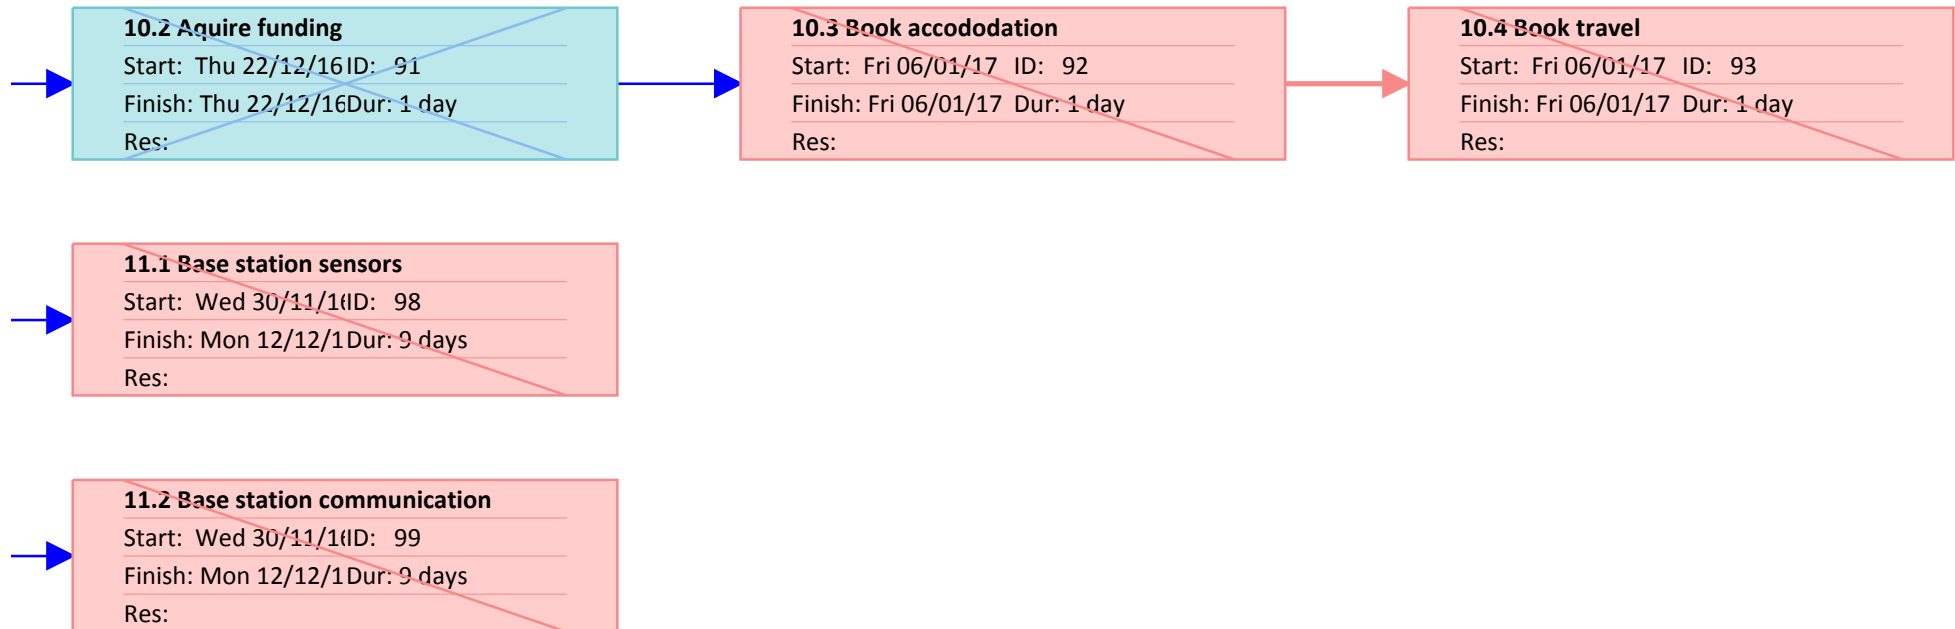 10.2 Aquire funding
Start: Thu 22/12/16 ID: 91
Finish: Thu 22/12/16 Dur: 1 day
Res:
10.3 Book accododation
Start: Fri 06/01/17 ID: 92
Finish: Fri 06/01/17 Dur: 1 day
Res:
10.4 Book travel
Start: Fri 06/01/17 ID: 93
Finish: Fri 06/01/17 Dur: 1 day
Res:
11.1 Base station sensors
Start: Wed 30/11/16 ID: 98
Finish: Mon 12/12/1 Dur: 9 days
Res:
11.2 Base station communication
Start: Wed 30/11/16 ID: 99
Finish: Mon 12/12/1 Dur: 9 days
Res: